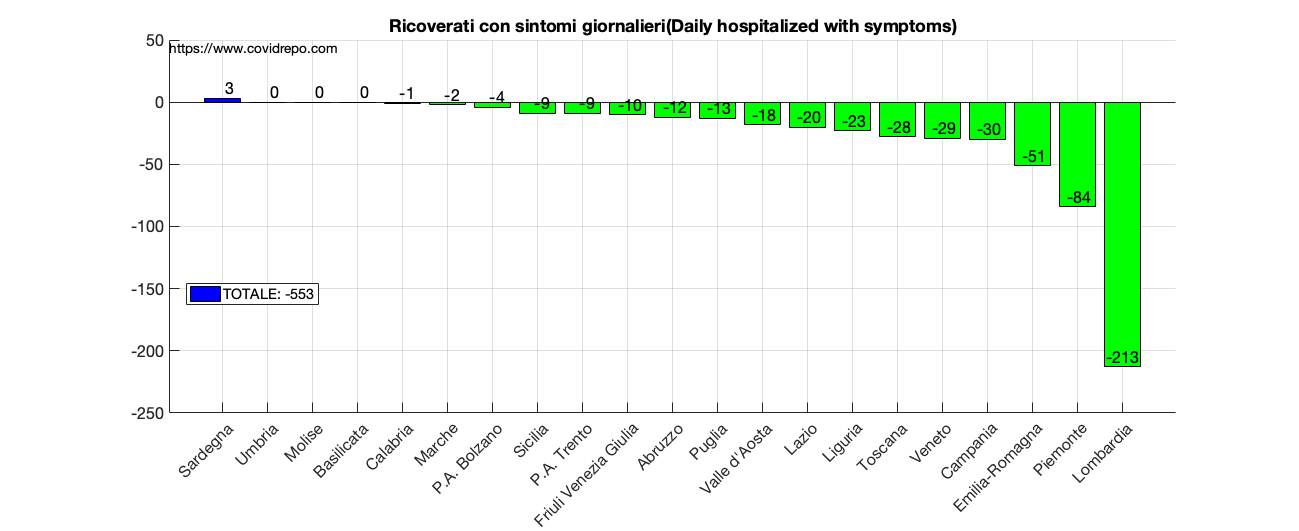 Ricoverati con sintomi giornalieri(Daily hospitalized with symptoms)
https://www.covidrepo.com
50
0
-50
-100
-150
-200
-250
3
0
0
0
-1
-2
-4
-9
-9
-10
-12
-13
-18
-20
-23
-28
-29
-30
-51
-84
-213
TOTALE: -553
Sardegna
Umbria
Molise
Basilicata
Calabria
Marche
P.A. Bolzano
Sicilia
P.A. Trento
Friuli Venezia Giulia
Abruzzo
Puglia
Valle d'Aosta
Lazio
Liguria
Toscana
Veneto
Campania
Emilia-Romagna
Piemonte
Lombardia